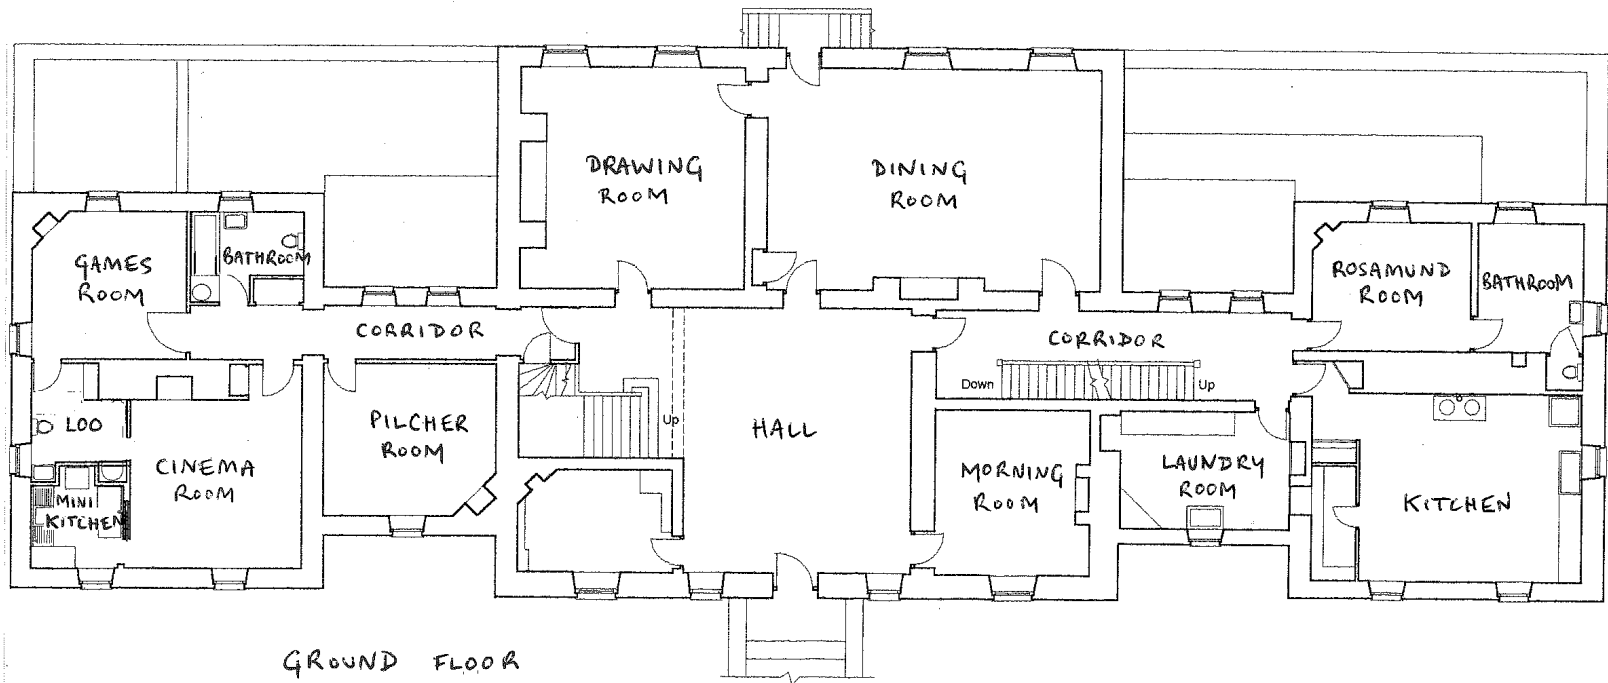 DRAWING
ROOM
DINING
ROOM
GAMES
ROOM
BATHROOM
CORRIDOR
ROSAMUND
ROOM
BATHROOM
CORRIDOR
Down
Up
LOO
PILCHER
ROOM
Up
HALL
CINEMA
ROOM
MINI
KITCHEN
MORNING
ROOM
LAUNDRY
ROOM
KITCHEN
GROUND FLOOR